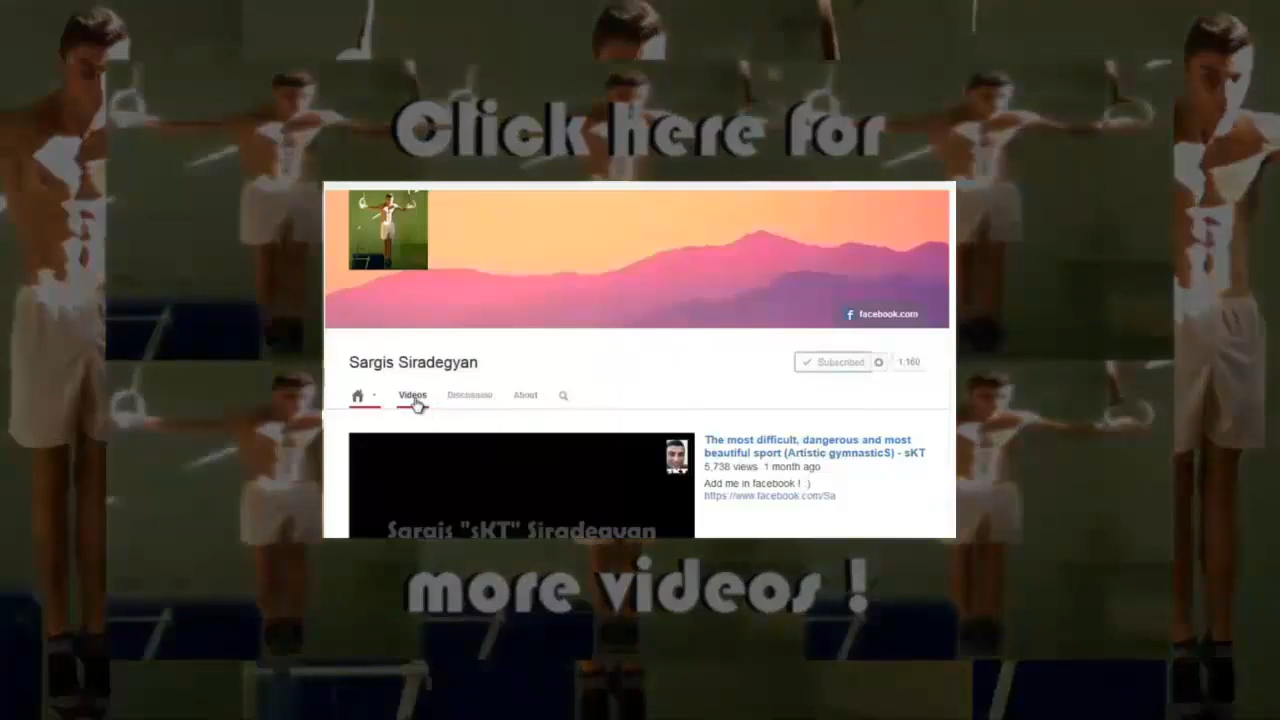 Click here for
facebook.com
Sargis Siradegyan
Subscribed 1,160
Videos Discussion About
The most difficult, dangerous and most
beautiful sport (Artistic gymnasticS) - sKT
5,738 views 1 month ago
Add me in facebook ! :)
https://www.facebook.com/Sa
sKT
Sargis "sKT" Siradegyan
more videos !